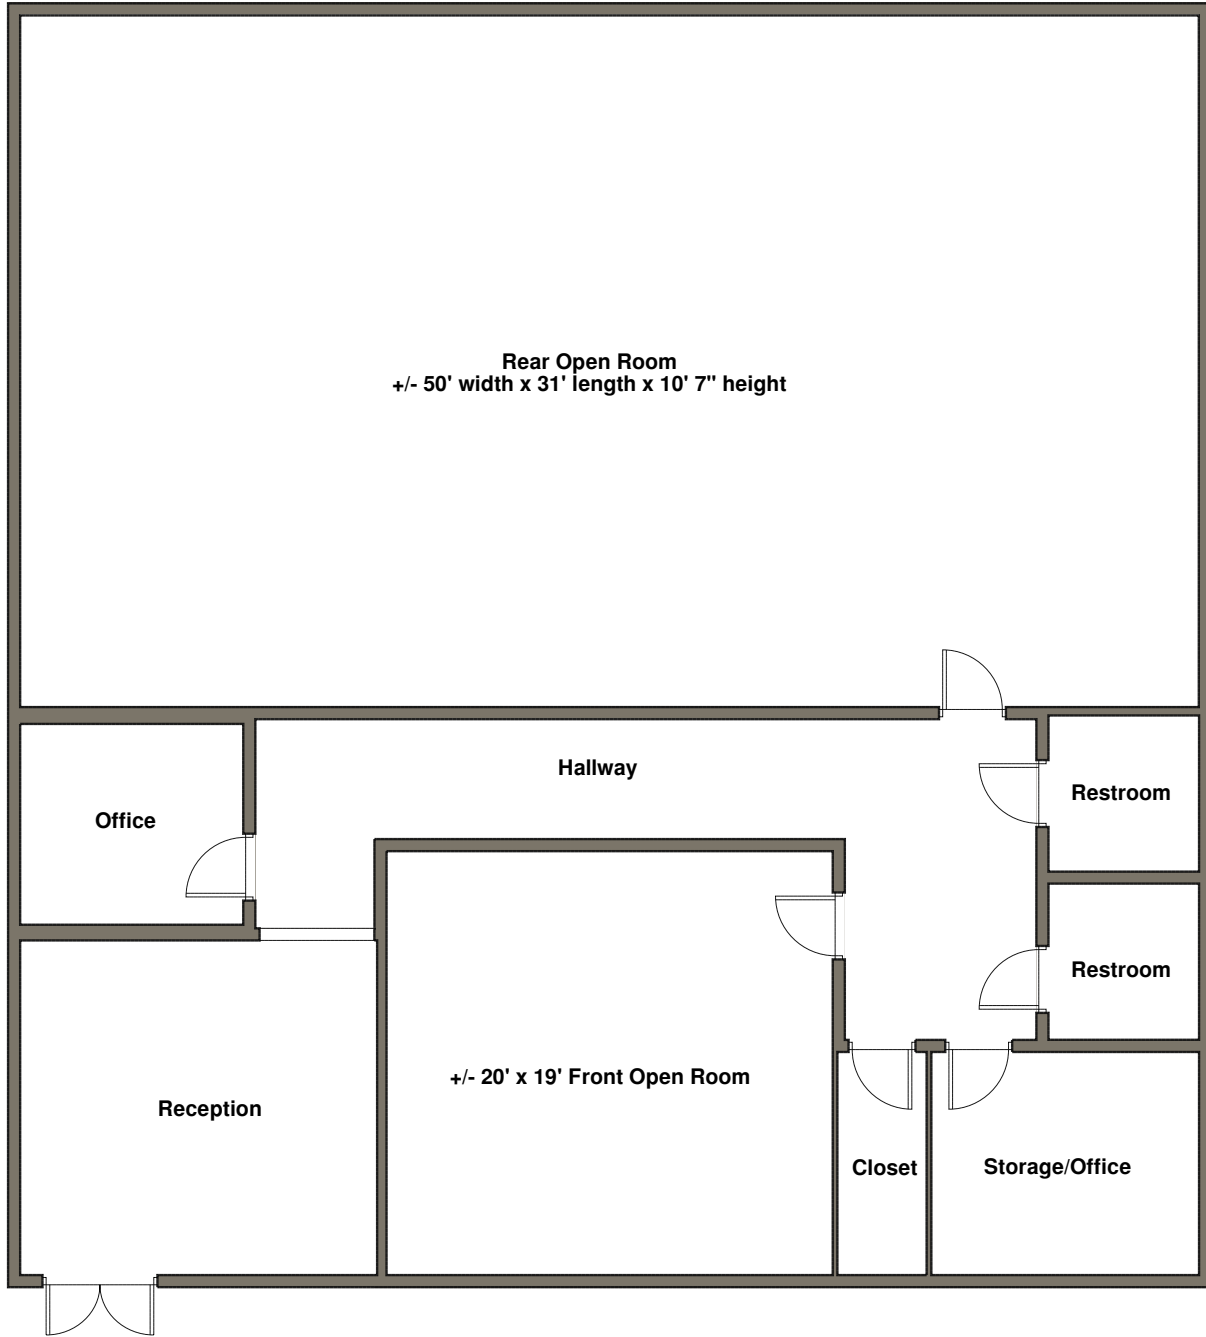 Rear Open Room
+/- 50' width x 31' length x 10' 7" height
Hallway
Restroom
Office
Restroom
+/- 20' x 19' Front Open Room
Reception
Closet
Storage/Office